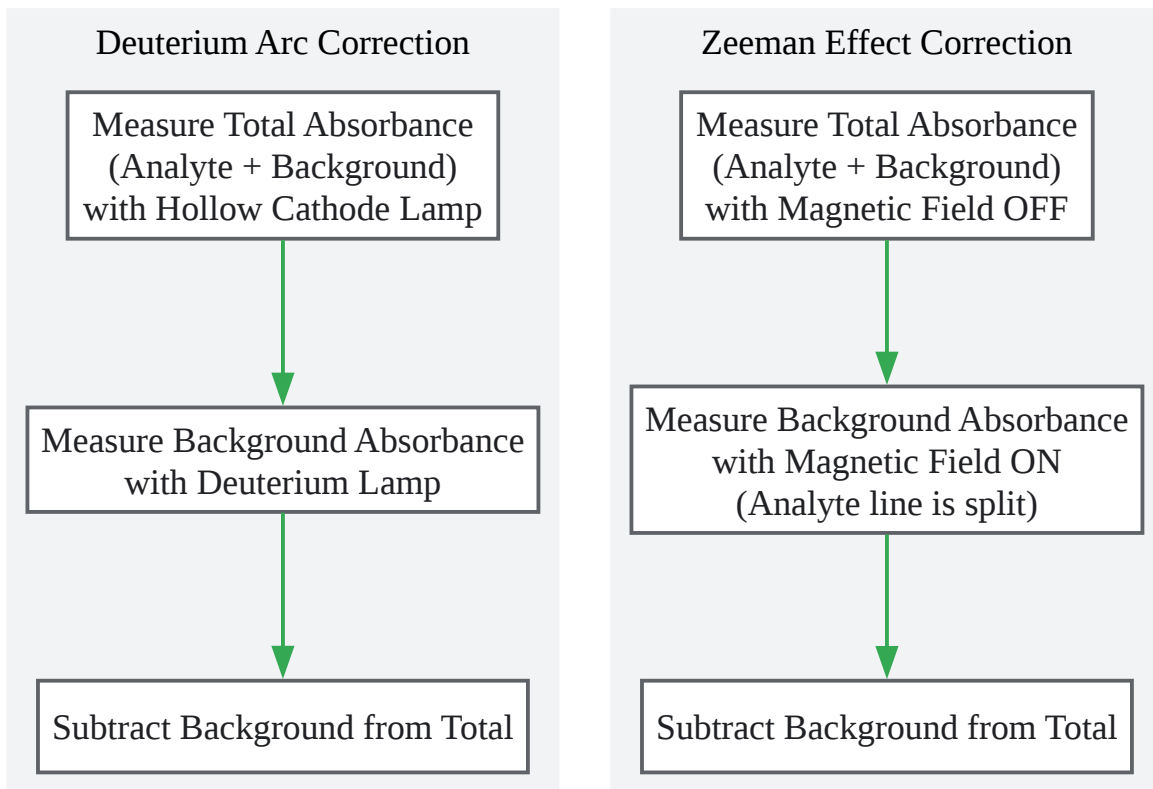 Deuterium Arc Correction
Measure Total Absorbance
(Analyte + Background)
with Hollow Cathode Lamp
Measure Background Absorbance
with Deuterium Lamp
Subtract Background from Total
Zeeman Effect Correction
Measure Total Absorbance
(Analyte + Background)
with Magnetic Field OFF
Measure Background Absorbance
with Magnetic Field ON
(Analyte line is split)
Subtract Background from Total